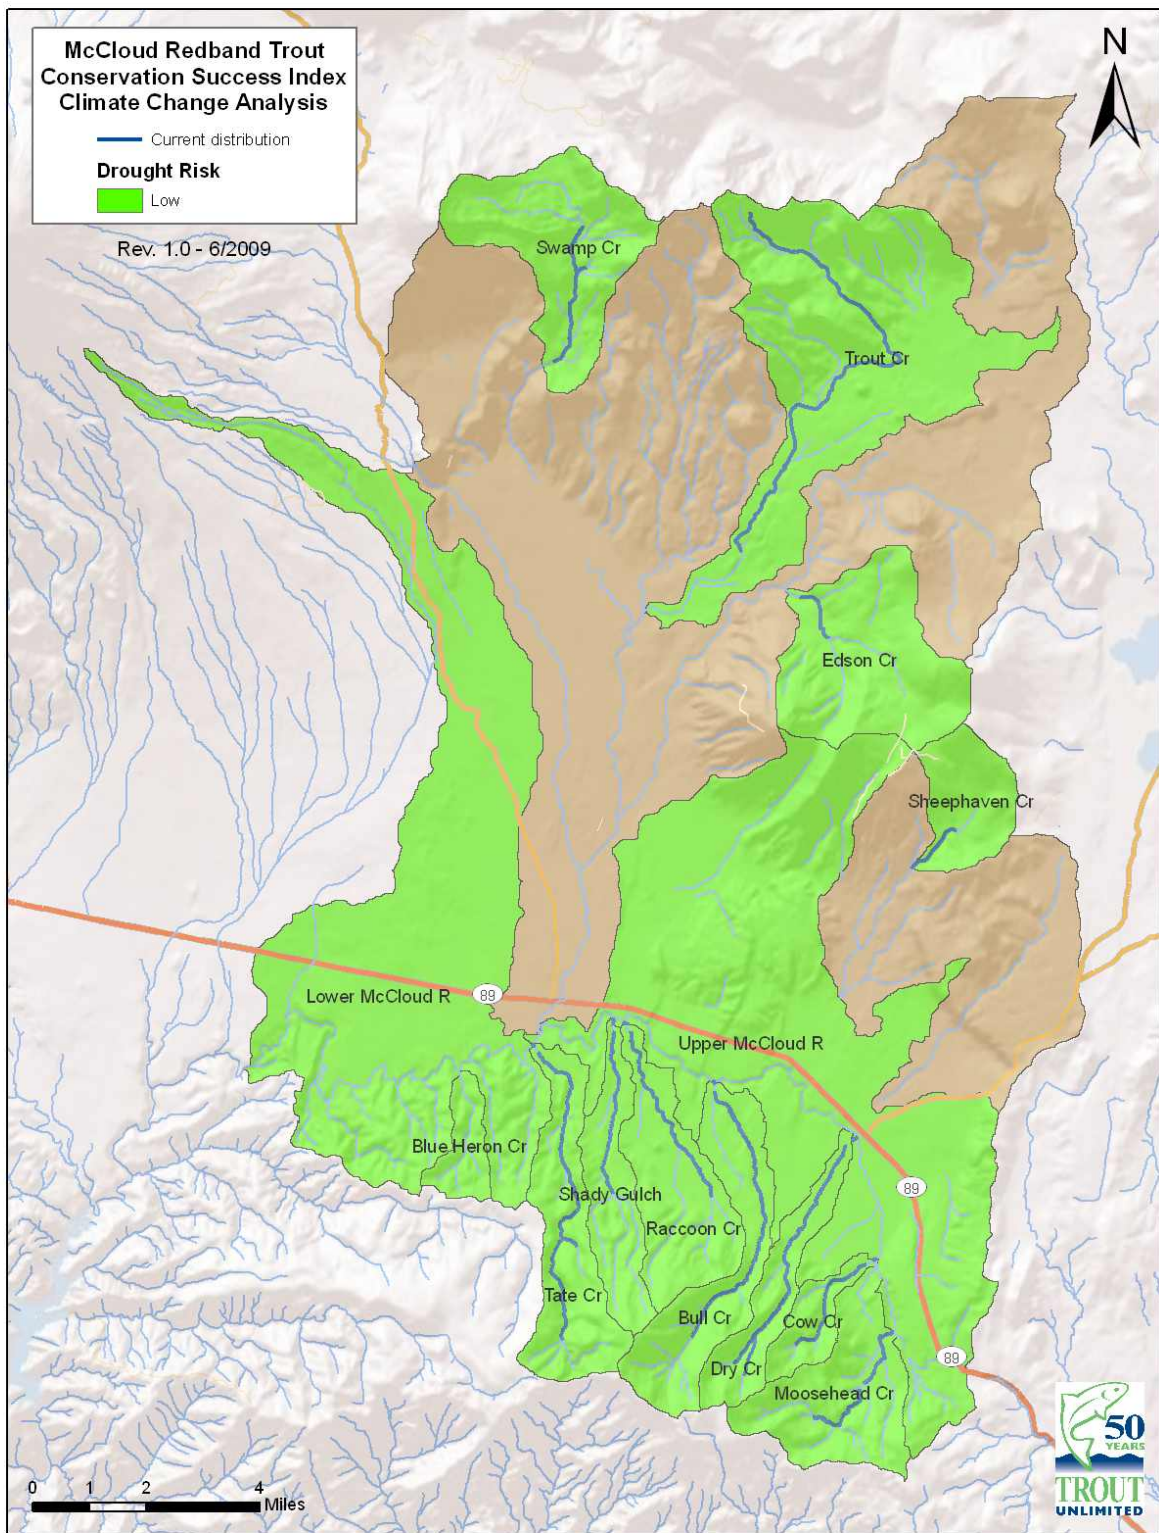 McCloud Redband Trout
Conservation Success Index
Climate Change Analysis
Current distribution
Drought Risk
Low
Rev. 1.0 - 6/2009
N
Swamp Cr
Trout Cr
Edson Cr
Sheephaven Cr
Lower McCloud R
89
Upper McCloud R
Blue Heron Cr
Shady Gulch
89
Raccoon Cr
Tate Cr
Bull Cr
Cow Cr
Dry Cr
89
Moosehead Cr
0 1 2 4
Miles
50
YEARS
TROUT
UNLIMITED